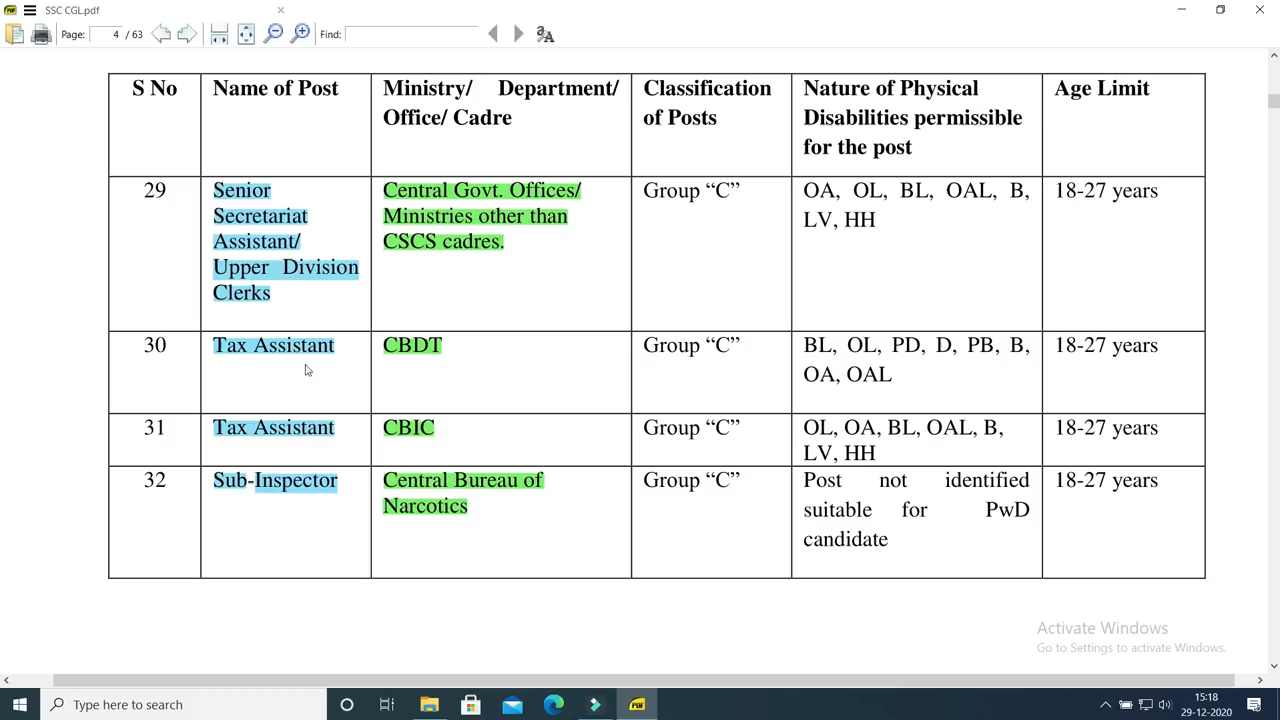 SSC CGL.pdf
Page: 4 / 63 Find:
S No Name of Post Ministry/ Department/ Office/ Cadre Classification of Posts Nature of Physical Disabilities permissible for the post Age Limit
29 Senior Secretariat Assistant/ Upper Division Clerks Central Govt. Offices/ Ministries other than CSCS cadres. Group “C” OA, OL, BL, OAL, B, LV, HH 18-27 years
30 Tax Assistant CBDT Group “C” BL, OL, PD, D, PB, B, OA, OAL 18-27 years
31 Tax Assistant CBIC Group “C” OL, OA, BL, OAL, B, LV, HH 18-27 years
32 Sub-Inspector Central Bureau of Narcotics Group “C” Post not identified suitable for PwD candidate 18-27 years
Activate Windows
Go to Settings to activate Windows.
Type here to search
PDF
15:18
29-12-2020